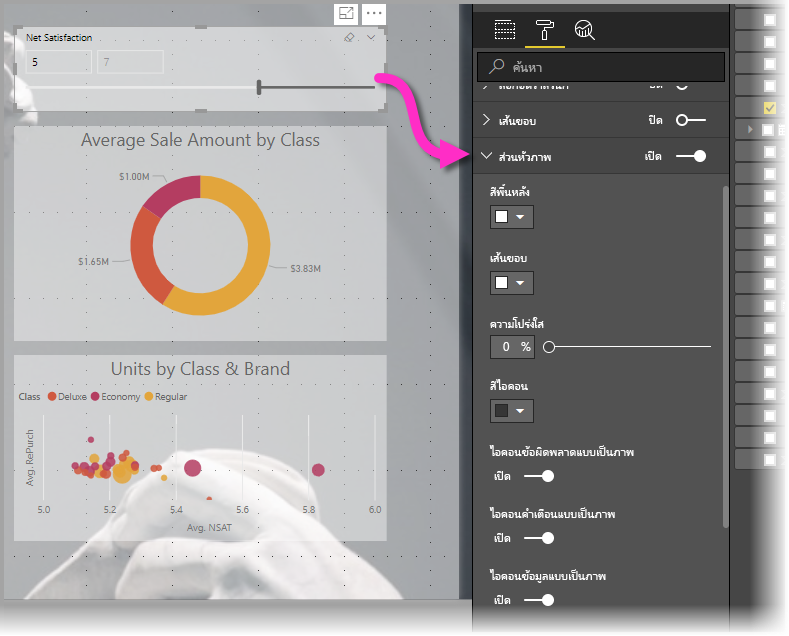 Net Satisfaction
5
7
Average Sale Amount by Class
$1.00M
$1.65M
$3.83M
Units by Class & Brand
Class Deluxe Economy Regular
Avg. RePurch
5.0 5.2 5.4 5.6 5.8 6.0
Avg. NSAT
ค้นหา
เส้นขอบ ปิด
ส่วนหัวภาพ เปิด
สีพื้นหลัง
เส้นขอบ
ความโปร่งใส
0 %
สีไอคอน
ไอคอนข้อผิดพลาดแบบเป็นภาพ
เปิด
ไอคอนคำเตือนแบบเป็นภาพ
เปิด
ไอคอนข้อมูลแบบเป็นภาพ
เปิด